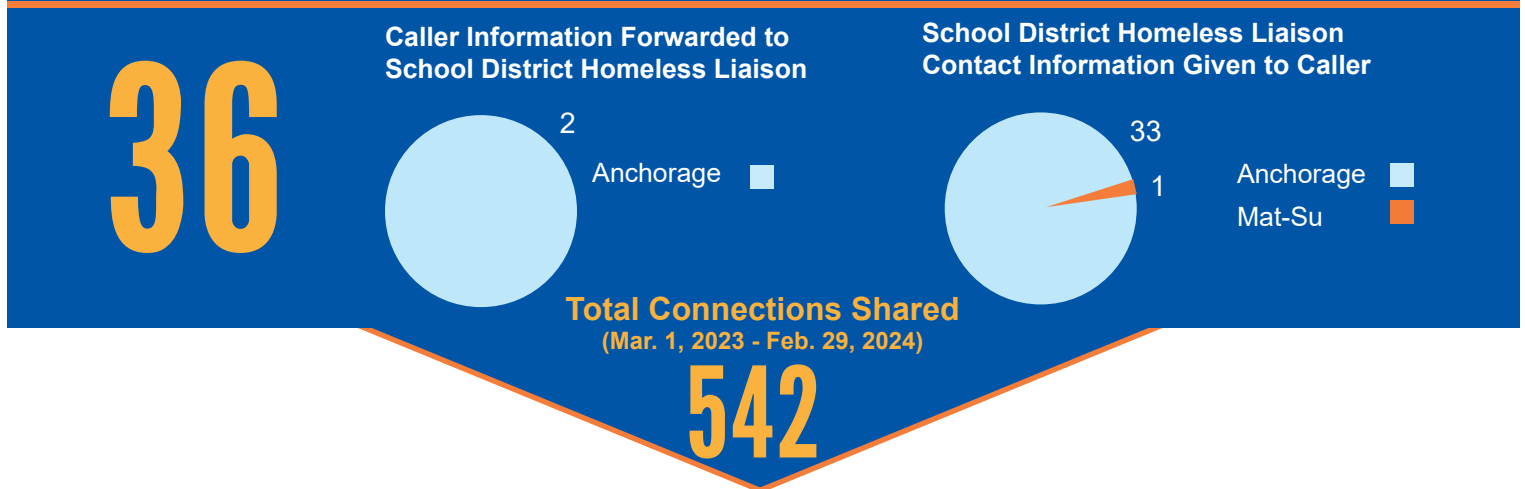 36
Caller Information Forwarded to
School District Homeless Liaison
2
Anchorage
School District Homeless Liaison
Contact Information Given to Caller
33
1
Anchorage
Mat-Su
Total Connections Shared
(Mar. 1, 2023 - Feb. 29, 2024)
542